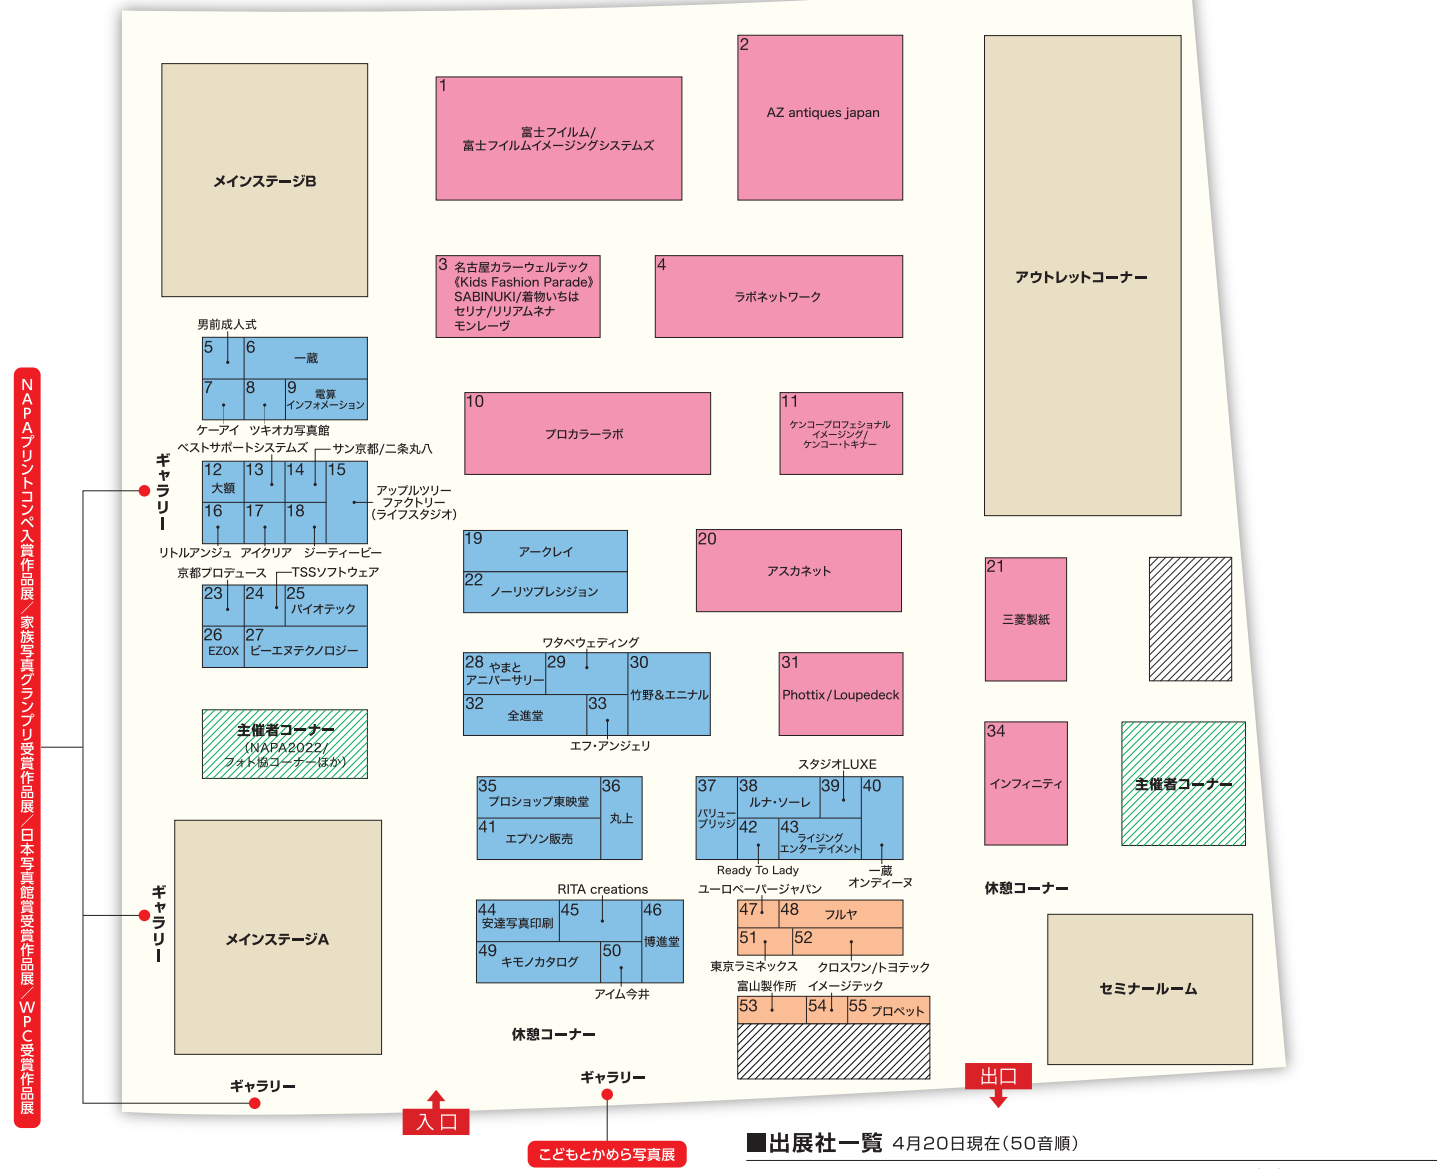 1
富士フイルム/
富士フイルムイメージングシステムズ
2
AZ antiques japan
メインステージB
アウトレットコーナー
3
名古屋カラーウェルテック
《Kids Fashion Parade》
SABINUKI/着物いちは
セリナ/リリアムネナ
モンレーヴ
4
ラボネットワーク
男前成人式
5
6
一蔵
7
8
9
電算
インフォメーション
ケーアイ
ツキオカ写真館
10
プロカラーラボ
11
ケンコープロフェショナル
イメージング/
ケンコー・トキナー
ベストサポートシステムズ
サン京都/二条丸八
12
大額
13
14
15
アップルツリー
ファクトリー
(ライフスタジオ)
16
17
18
リトルアンジュ
アイクリア
ジーティービー
ギャラリー
NAPAプリントコンペ入賞作品展/家族写真グランプリ受賞作品展/日本写真館賞受賞作品展/WPC受賞作品展
19
アークレイ
20
アスカネット
21
三菱製紙
22
ノーリツプレシジョン
京都プロデュース
TSSソフトウェア
23
24
25
パイオテック
26
EZOX
27
ビーエヌテクノロジー
ワタベウェディング
28
やまと
アニバーサリー
29
30
竹野&エニナル
31
Phottix/Loupedeck
32
全進堂
33
エフ・アンジェリ
主催者コーナー
(NAPA2022/
フォト協コーナーほか)
34
インフィニティ
主催者コーナー
スタジオLUXE
35
プロショップ東映堂
36
丸上
37
バリュー
ブリッジ
38
ルナ・ソーレ
39
40
41
エプソン販売
42
43
ライジング
エンターテイメント
Ready To Lady
一蔵
オンディーヌ
休憩コーナー
ギャラリー
メインステージA
RITA creations
ユーロペーパージャパン
44
安達写真印刷
45
46
博進堂
47
48
フルヤ
49
キモノカタログ
50
51
52
アイム今井
東京ラミネックス
クロスワン/トヨテック
セミナールーム
富山製作所
イメージテック
53
54
55
プロペット
休憩コーナー
ギャラリー
ギャラリー
出口
入口
こどもとかめら写真展
■出展社一覧 4月20日現在(50音順)